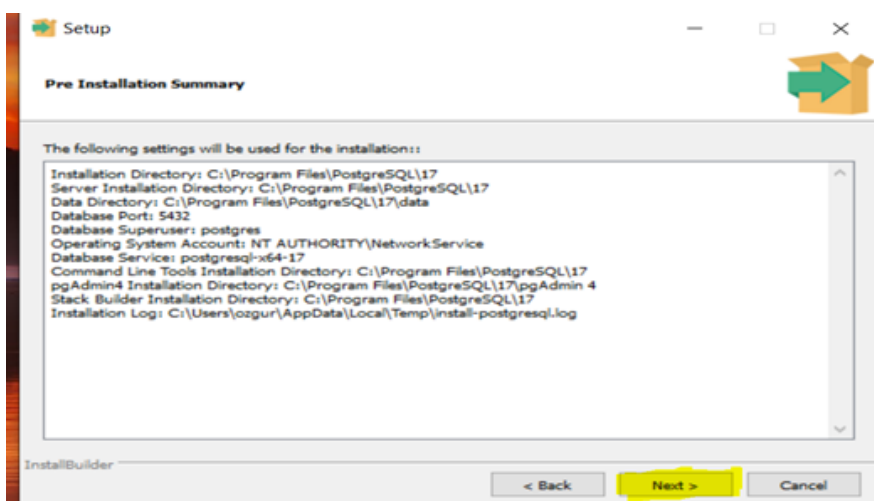 Setup
Pre Installation Summary
The following settings will be used for the installation::
Installation Directory: C:\Program Files\PostgreSQL\17
Server Installation Directory: C:\Program Files\PostgreSQL\17
Data Directory: C:\Program Files\PostgreSQL\17\data
Database Port: 5432
Database Superuser: postgres
Operating System Account: NT AUTHORITY\NetworkService
Database Service: postgresql-x64-17
Command Line Tools Installation Directory: C:\Program Files\PostgreSQL\17
pgAdmin4 Installation Directory: C:\Program Files\PostgreSQL\17\pgAdmin 4
Stack Builder Installation Directory: C:\Program Files\PostgreSQL\17
Installation Log: C:\Users\ozgur\AppData\Local\Temp\install-postgresql.log
InstallBuilder
< Back Next > Cancel